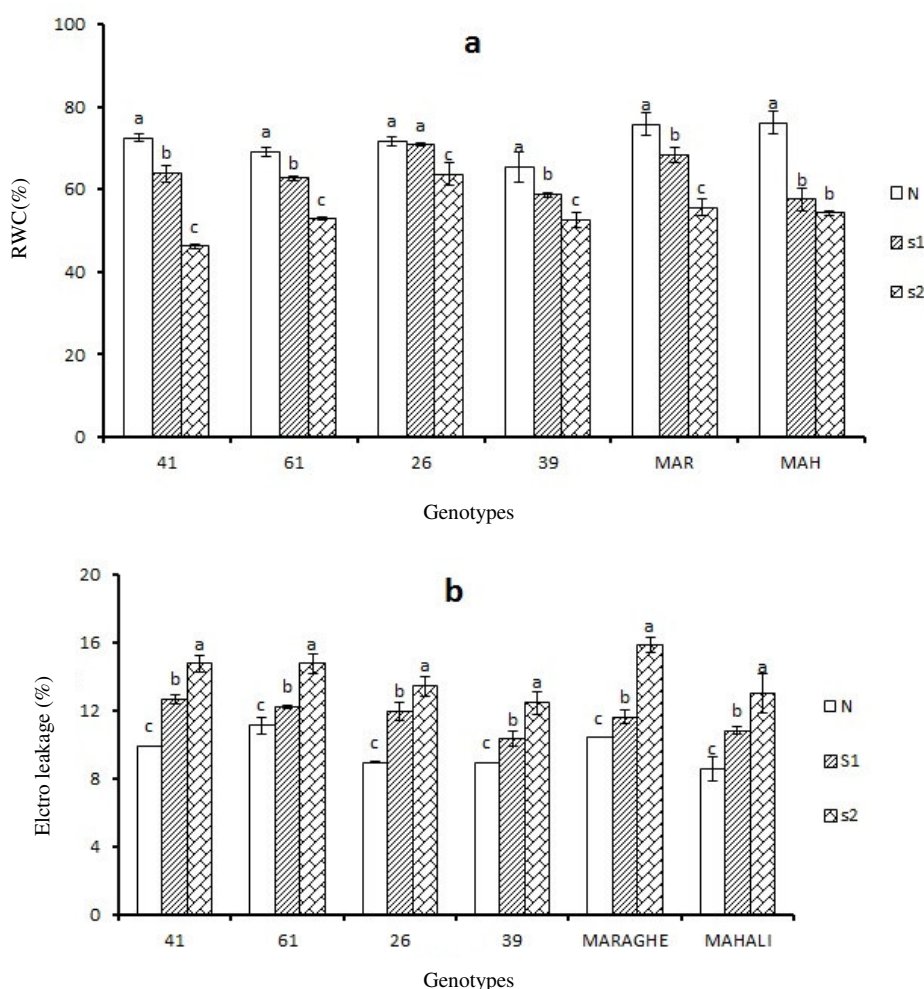 a
100
80
60
40
20
0
RWC(%)
a b c a b c a a c a b c a b c a b b
41 61 26 39 MAR MAH
Genotypes
N
s1
s2
b
20
16
12
8
4
0
Elctro leakage (%)
c b a c b a c b a c b a c b a c b a
41 61 26 39 MARAGHE MAHALI
Genotypes
N
S1
s2